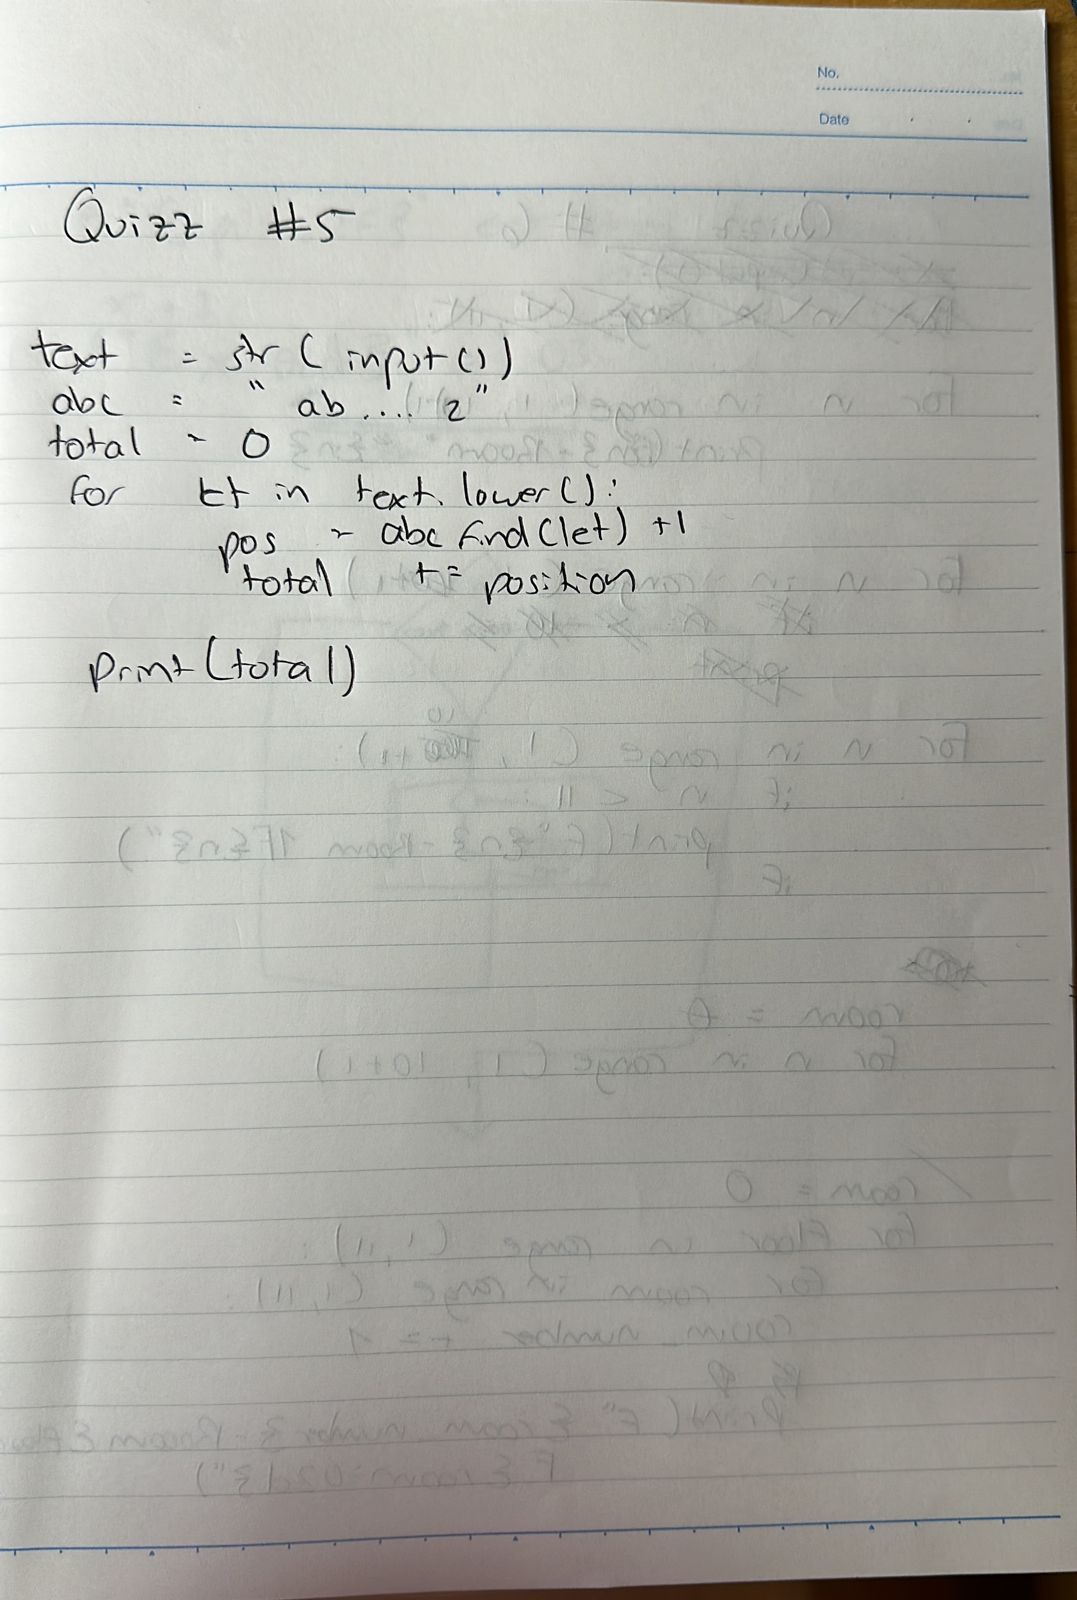 No.
Date
Quizz #5
text = str ( input ( ) )
abc = " ab .... z "
total = 0
for let in text. lower ( ) :
pos = abc find (let) +1
total += position
print (total)